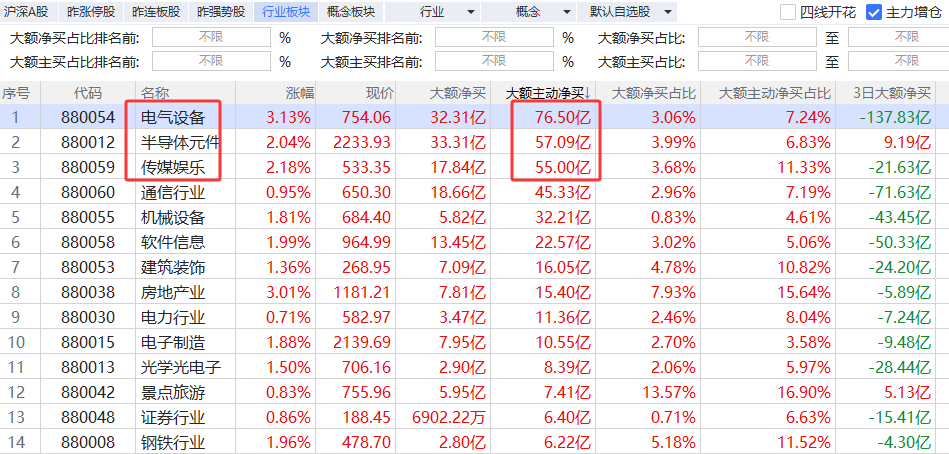 沪深A股 昨涨停股 昨连板股 昨强势股 行业板块 概念板块 行业 概念 默认自选股 四线开花 主力增仓
大额净买占比排名前: 不限 % 大额净买排名前: 不限 % 大额净买占比: 不限 至 不限
大额主买占比排名前: 不限 % 大额主买排名前: 不限 % 大额主买占比: 不限 至 不限
序号 代码 名称 涨幅 现价 大额净买 大额主动净买↓ 大额净买占比 大额主动净买占比 3日大额净买
1 880054 电气设备 3.13% 754.06 32.31亿 76.50亿 3.06% 7.24% -137.83亿
2 880012 半导体元件 2.04% 2233.93 33.31亿 57.09亿 3.99% 6.83% 9.19亿
3 880059 传媒娱乐 2.18% 533.35 17.84亿 55.00亿 3.68% 11.33% -21.63亿
4 880060 通信行业 0.95% 650.30 18.66亿 45.33亿 2.96% 7.19% -71.63亿
5 880055 机械设备 1.81% 684.40 5.82亿 32.21亿 0.83% 4.61% -43.45亿
6 880058 软件信息 1.99% 964.99 13.45亿 22.57亿 3.02% 5.06% -50.33亿
7 880053 建筑装饰 1.36% 268.95 7.09亿 16.05亿 4.78% 10.82% -24.20亿
8 880038 房地产业 3.01% 1181.21 7.81亿 15.40亿 7.93% 15.64% -5.89亿
9 880030 电力行业 0.71% 582.97 3.47亿 11.36亿 2.46% 8.04% -7.24亿
10 880015 电子制造 1.88% 2139.69 7.95亿 10.55亿 2.70% 3.58% -9.48亿
11 880013 光学光电子 1.50% 706.16 2.90亿 8.39亿 2.06% 5.97% -28.44亿
12 880042 景点旅游 0.83% 755.96 5.95亿 7.41亿 13.57% 16.90% 5.13亿
13 880048 证券行业 0.86% 188.45 6902.22万 6.40亿 0.71% 6.63% -15.41亿
14 880008 钢铁行业 1.96% 478.70 2.80亿 6.22亿 5.18% 11.52% -4.30亿